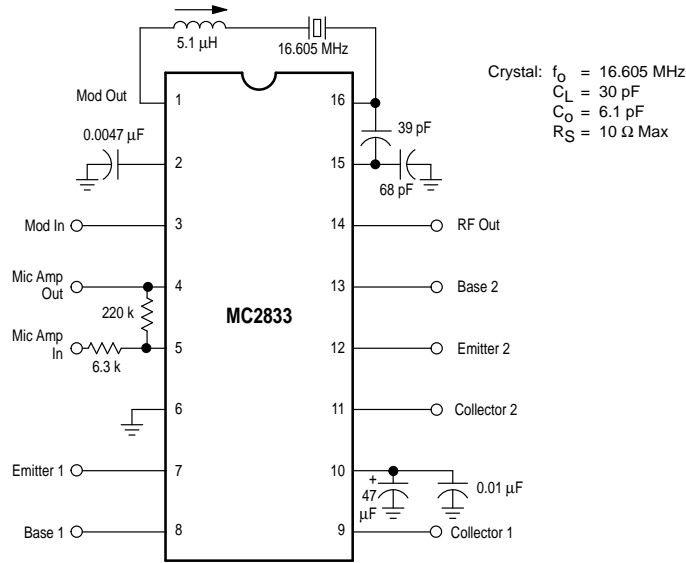 5.1 μH
16.605 MHz
Crystal: fo = 16.605 MHz
CL = 30 pF
Co = 6.1 pF
RS = 10 Ω Max
Mod Out
1
16
39 pF
0.0047 μF
2
15
68 pF
Mod In
3
14
RF Out
Mic Amp
Out
4
13
Base 2
220 k
MC2833
Mic Amp
In
5
12
Emitter 2
6.3 k
6
11
Collector 2
Emitter 1
7
10
+
47
μF
0.01 μF
Base 1
8
9
Collector 1